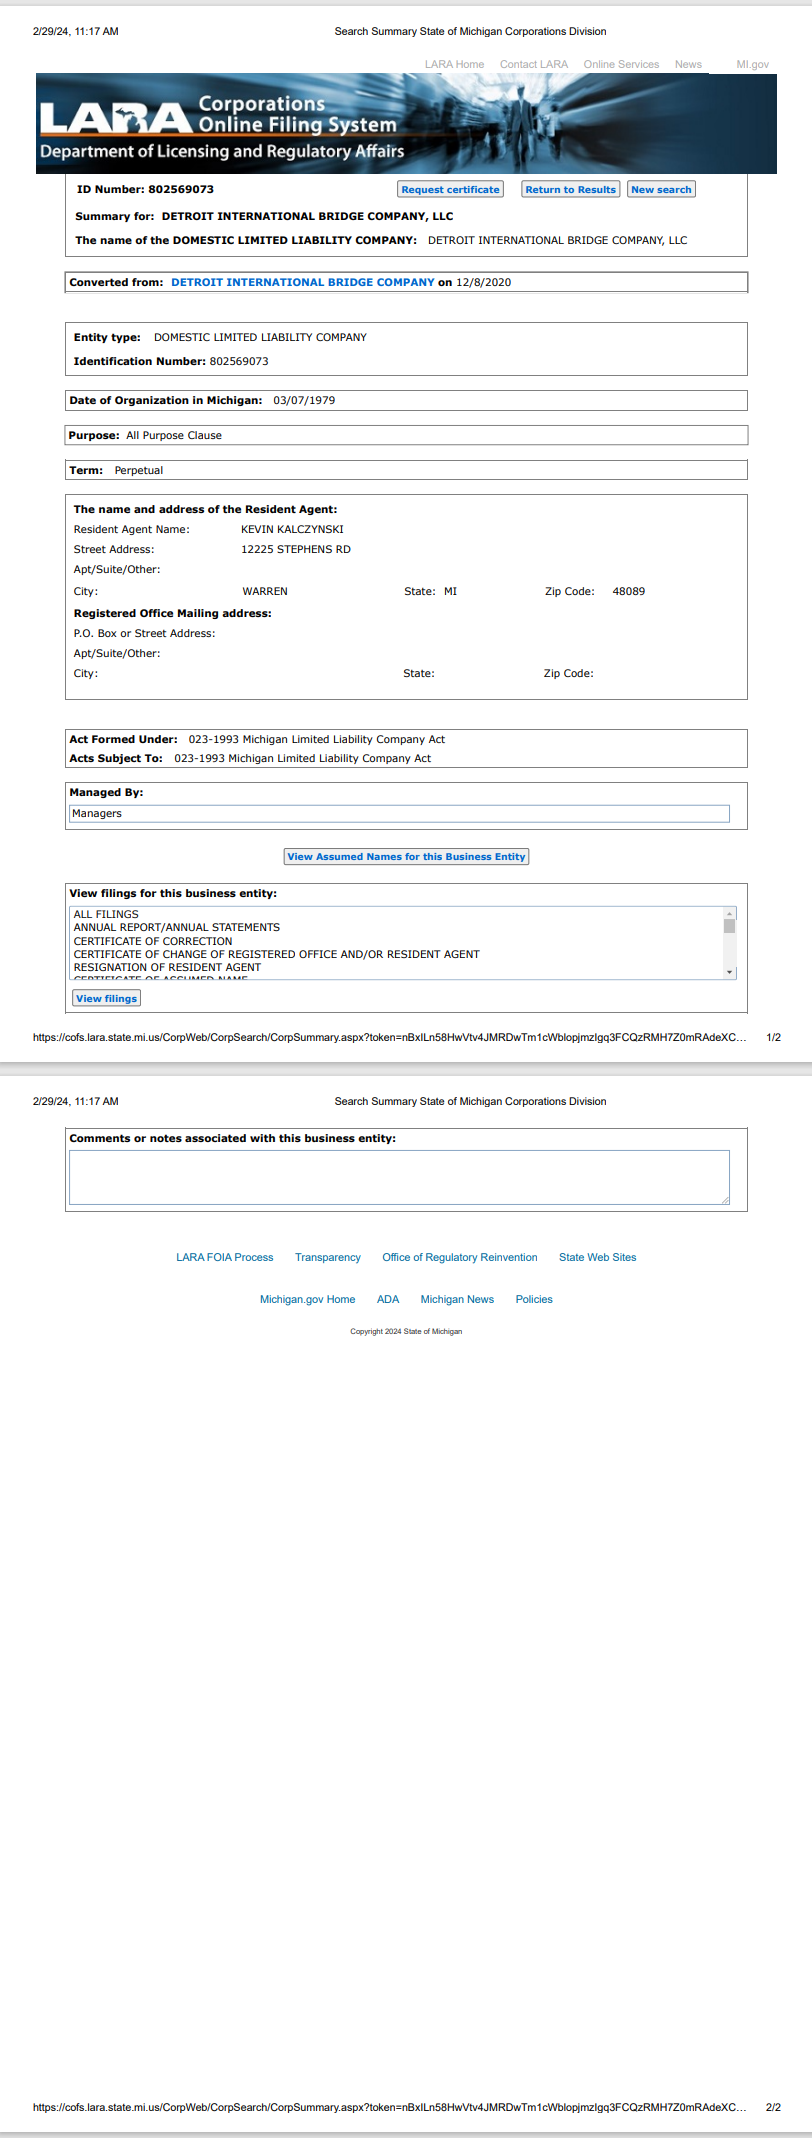 2/29/24, 11:17 AM Search Summary State of Michigan Corporations Division
LARA Home Contact LARA Online Services News MI.gov
LARA Corporations
Online Filing System
Department of Licensing and Regulatory Affairs
ID Number: 802569073 Request certificate Return to Results New search
Summary for: DETROIT INTERNATIONAL BRIDGE COMPANY, LLC
The name of the DOMESTIC LIMITED LIABILITY COMPANY: DETROIT INTERNATIONAL BRIDGE COMPANY, LLC
Converted from: DETROIT INTERNATIONAL BRIDGE COMPANY on 12/8/2020
Entity type: DOMESTIC LIMITED LIABILITY COMPANY
Identification Number: 802569073
Date of Organization in Michigan: 03/07/1979
Purpose: All Purpose Clause
Term: Perpetual
The name and address of the Resident Agent:
Resident Agent Name: KEVIN KALCZYNSKI
Street Address: 12225 STEPHENS RD
Apt/Suite/Other:
City: WARREN State: MI Zip Code: 48089
Registered Office Mailing address:
P.O. Box or Street Address:
Apt/Suite/Other:
City: State: Zip Code:
Act Formed Under: 023-1993 Michigan Limited Liability Company Act
Acts Subject To: 023-1993 Michigan Limited Liability Company Act
Managed By:
Managers
View Assumed Names for this Business Entity
View filings for this business entity:
ALL FILINGS
ANNUAL REPORT/ANNUAL STATEMENTS
CERTIFICATE OF CORRECTION
CERTIFICATE OF CHANGE OF REGISTERED OFFICE AND/OR RESIDENT AGENT
RESIGNATION OF RESIDENT AGENT
CERTIFICATE OF ASSUMED NAME
View filings
https://cofs.lara.state.mi.us/CorpWeb/CorpSearch/CorpSummary.aspx?token=nBxILn58HwVtv4JMRDwTm1cWblopjmzIgq3FCQzRMH7Z0mRAdeXC… 1/2
2/29/24, 11:17 AM Search Summary State of Michigan Corporations Division
Comments or notes associated with this business entity:
LARA FOIA Process Transparency Office of Regulatory Reinvention State Web Sites
Michigan.gov Home ADA Michigan News Policies
Copyright 2024 State of Michigan
https://cofs.lara.state.mi.us/CorpWeb/CorpSearch/CorpSummary.aspx?token=nBxILn58HwVtv4JMRDwTm1cWblopjmzIgq3FCQzRMH7Z0mRAdeXC… 2/2